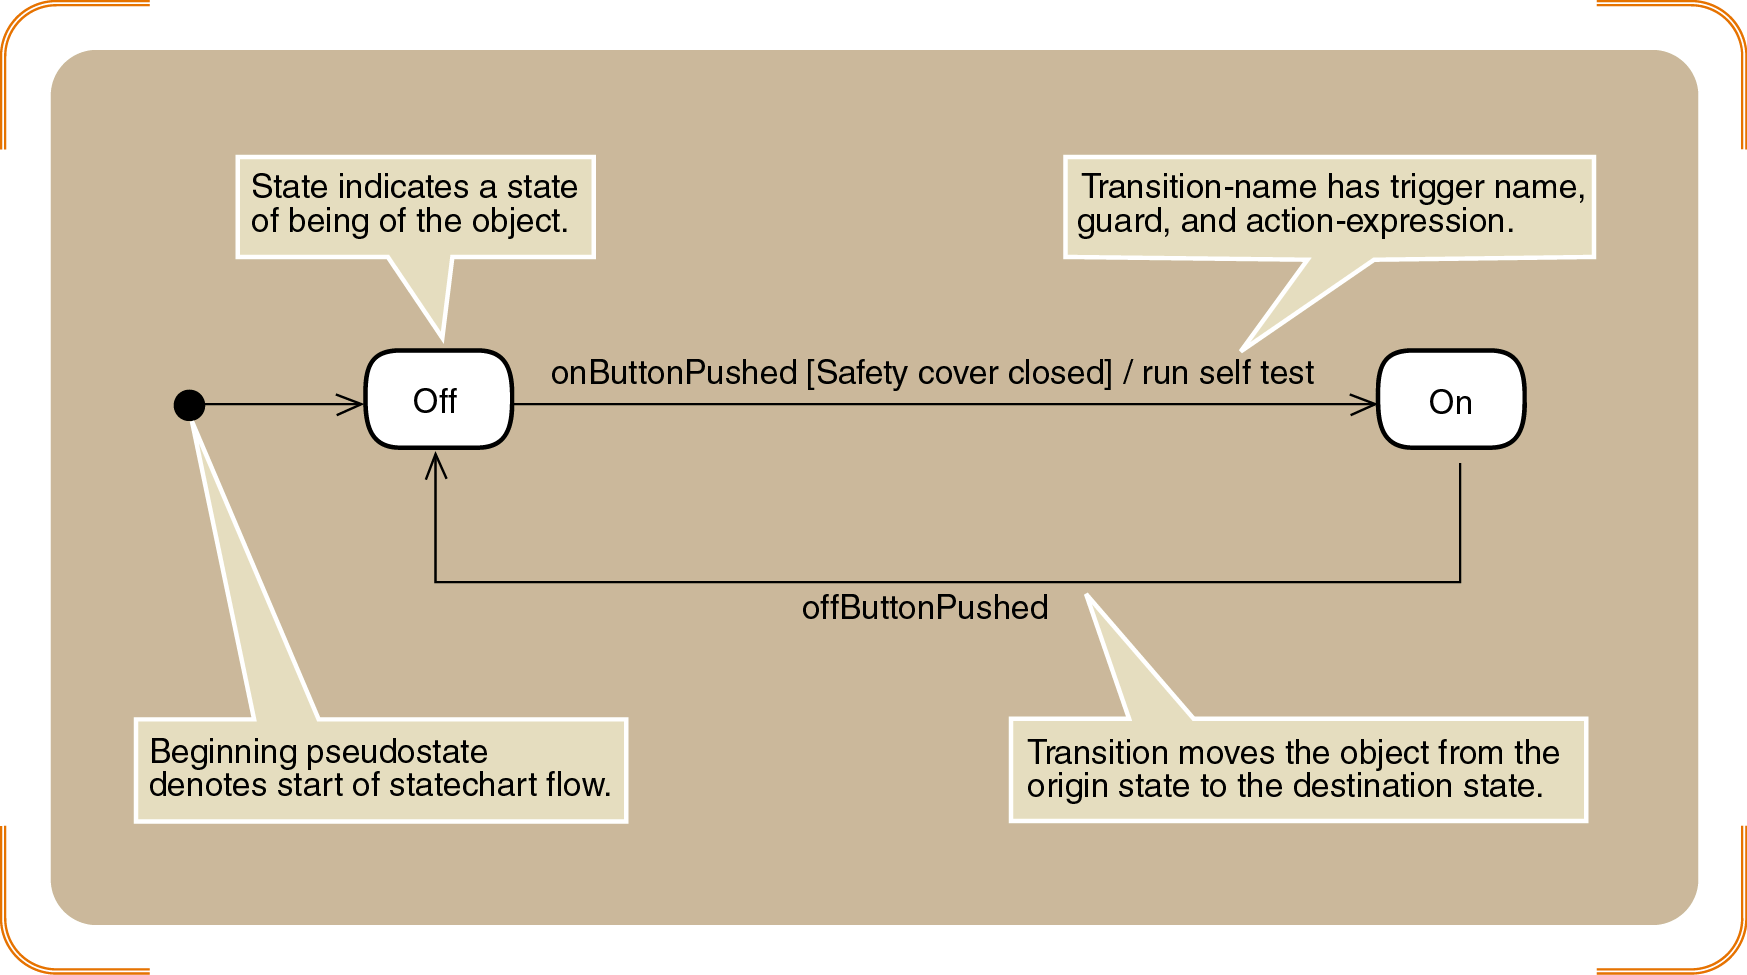 State indicates a state
of being of the object.
Transition-name has trigger name,
guard, and action-expression.
onButtonPushed [Safety cover closed] / run self test
Off
On
offButtonPushed
Beginning pseudostate
denotes start of statechart flow.
Transition moves the object from the
origin state to the destination state.